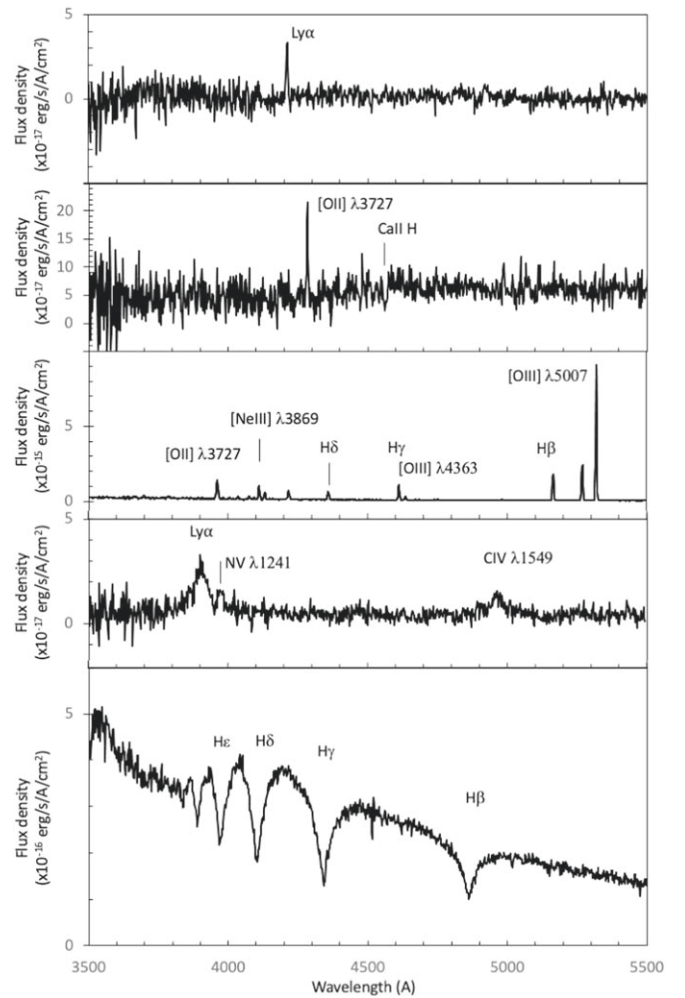 5
0
Flux density
(x10-17 erg/s/A/cm2)
Lyα
20
15
10
5
0
Flux density
(x10-17 erg/s/A/cm2)
[OII] λ3727
CaII H
5
0
Flux density
(x10-15 erg/s/A/cm2)
[OII] λ3727
[NeIII] λ3869
Hδ
Hγ
[OIII] λ4363
Hβ
[OIII] λ5007
5
0
Flux density
(x10-17 erg/s/A/cm2)
Lyα
NV λ1241
CIV λ1549
5
0
Flux density
(x10-16 erg/s/A/cm2)
Hε
Hδ
Hγ
Hβ
3500 4000 4500 5000 5500
Wavelength (A)